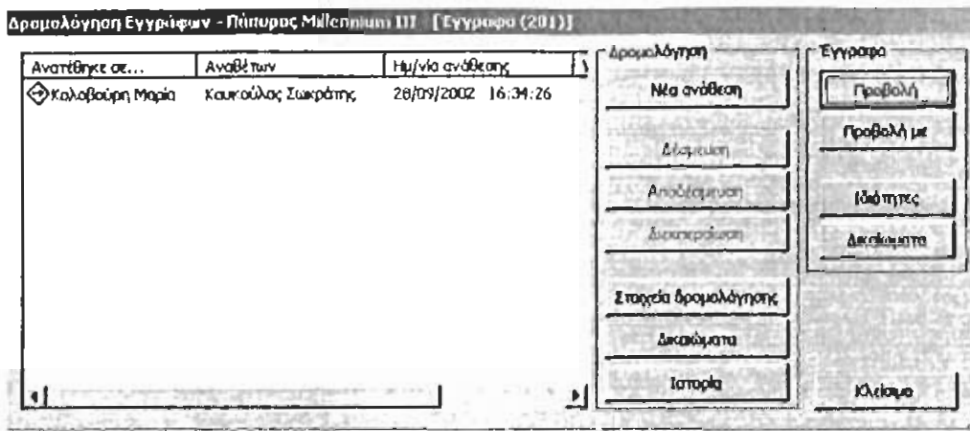 Δρομολόγηση Εγγράφων - Πάπυρος Millennium III [Έγγραφο (201)]
Ανατέθηκε σε... Αναθέτων Ημ/νία ανάθεσης
Καλαβούρη Μαρία Καυκούλας Σωκράτης 28/09/2002 16:34:26
Δρομολόγηση
Νέα ανάθεση
Δέσμευση
Αποδέσμευση
Διεκπεραίωση
Στοιχεία δρομολόγησης
Δικαιώματα
Ιστορία
Έγγραφο
Προβολή
Προβολή με
Ιδιότητες
Δικαιώματα
Κλείσιμο